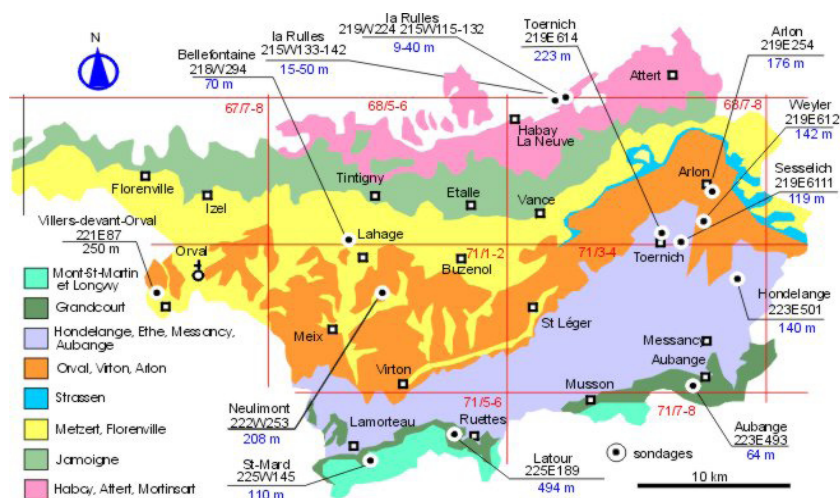 la Rulles
219W224 215W115-132
9-40 m
la Rulles
215W133-142
15-50 m
Bellefontaine
218W294
70 m
Toernich
219E614
223 m
Arlon
219E254
176 m
Weyler
219E612
142 m
Sesselich
219E6111
119 m
N
67/7-8
68/5-6
68/7-8
Attert
Habay
La Neuve
Florenville
Izel
Tintigny
Etalle
Vance
Arlon
Villers-devant-Orval
221E87
250 m
Orval
Lahage
71/1-2
Buzenol
71/3-4
Toernich
Hondelange
223E501
140 m
Meix
St Léger
Virton
Messancy
Aubange
Musson
71/5-6
71/7-8
Neulimont
222W253
208 m
Lamorteau
Ruettes
St-Mard
225W145
110 m
Latour
225E189
494 m
Aubange
223E493
64 m
sondages
10 km
Mont-St-Martin
et Longwy
Grandcourt
Hondelange, Ethe, Messancy,
Aubange
Orval, Virton, Arlon
Strassen
Metzert, Florenville
Jamoigne
Habay, Attert, Mortinsart